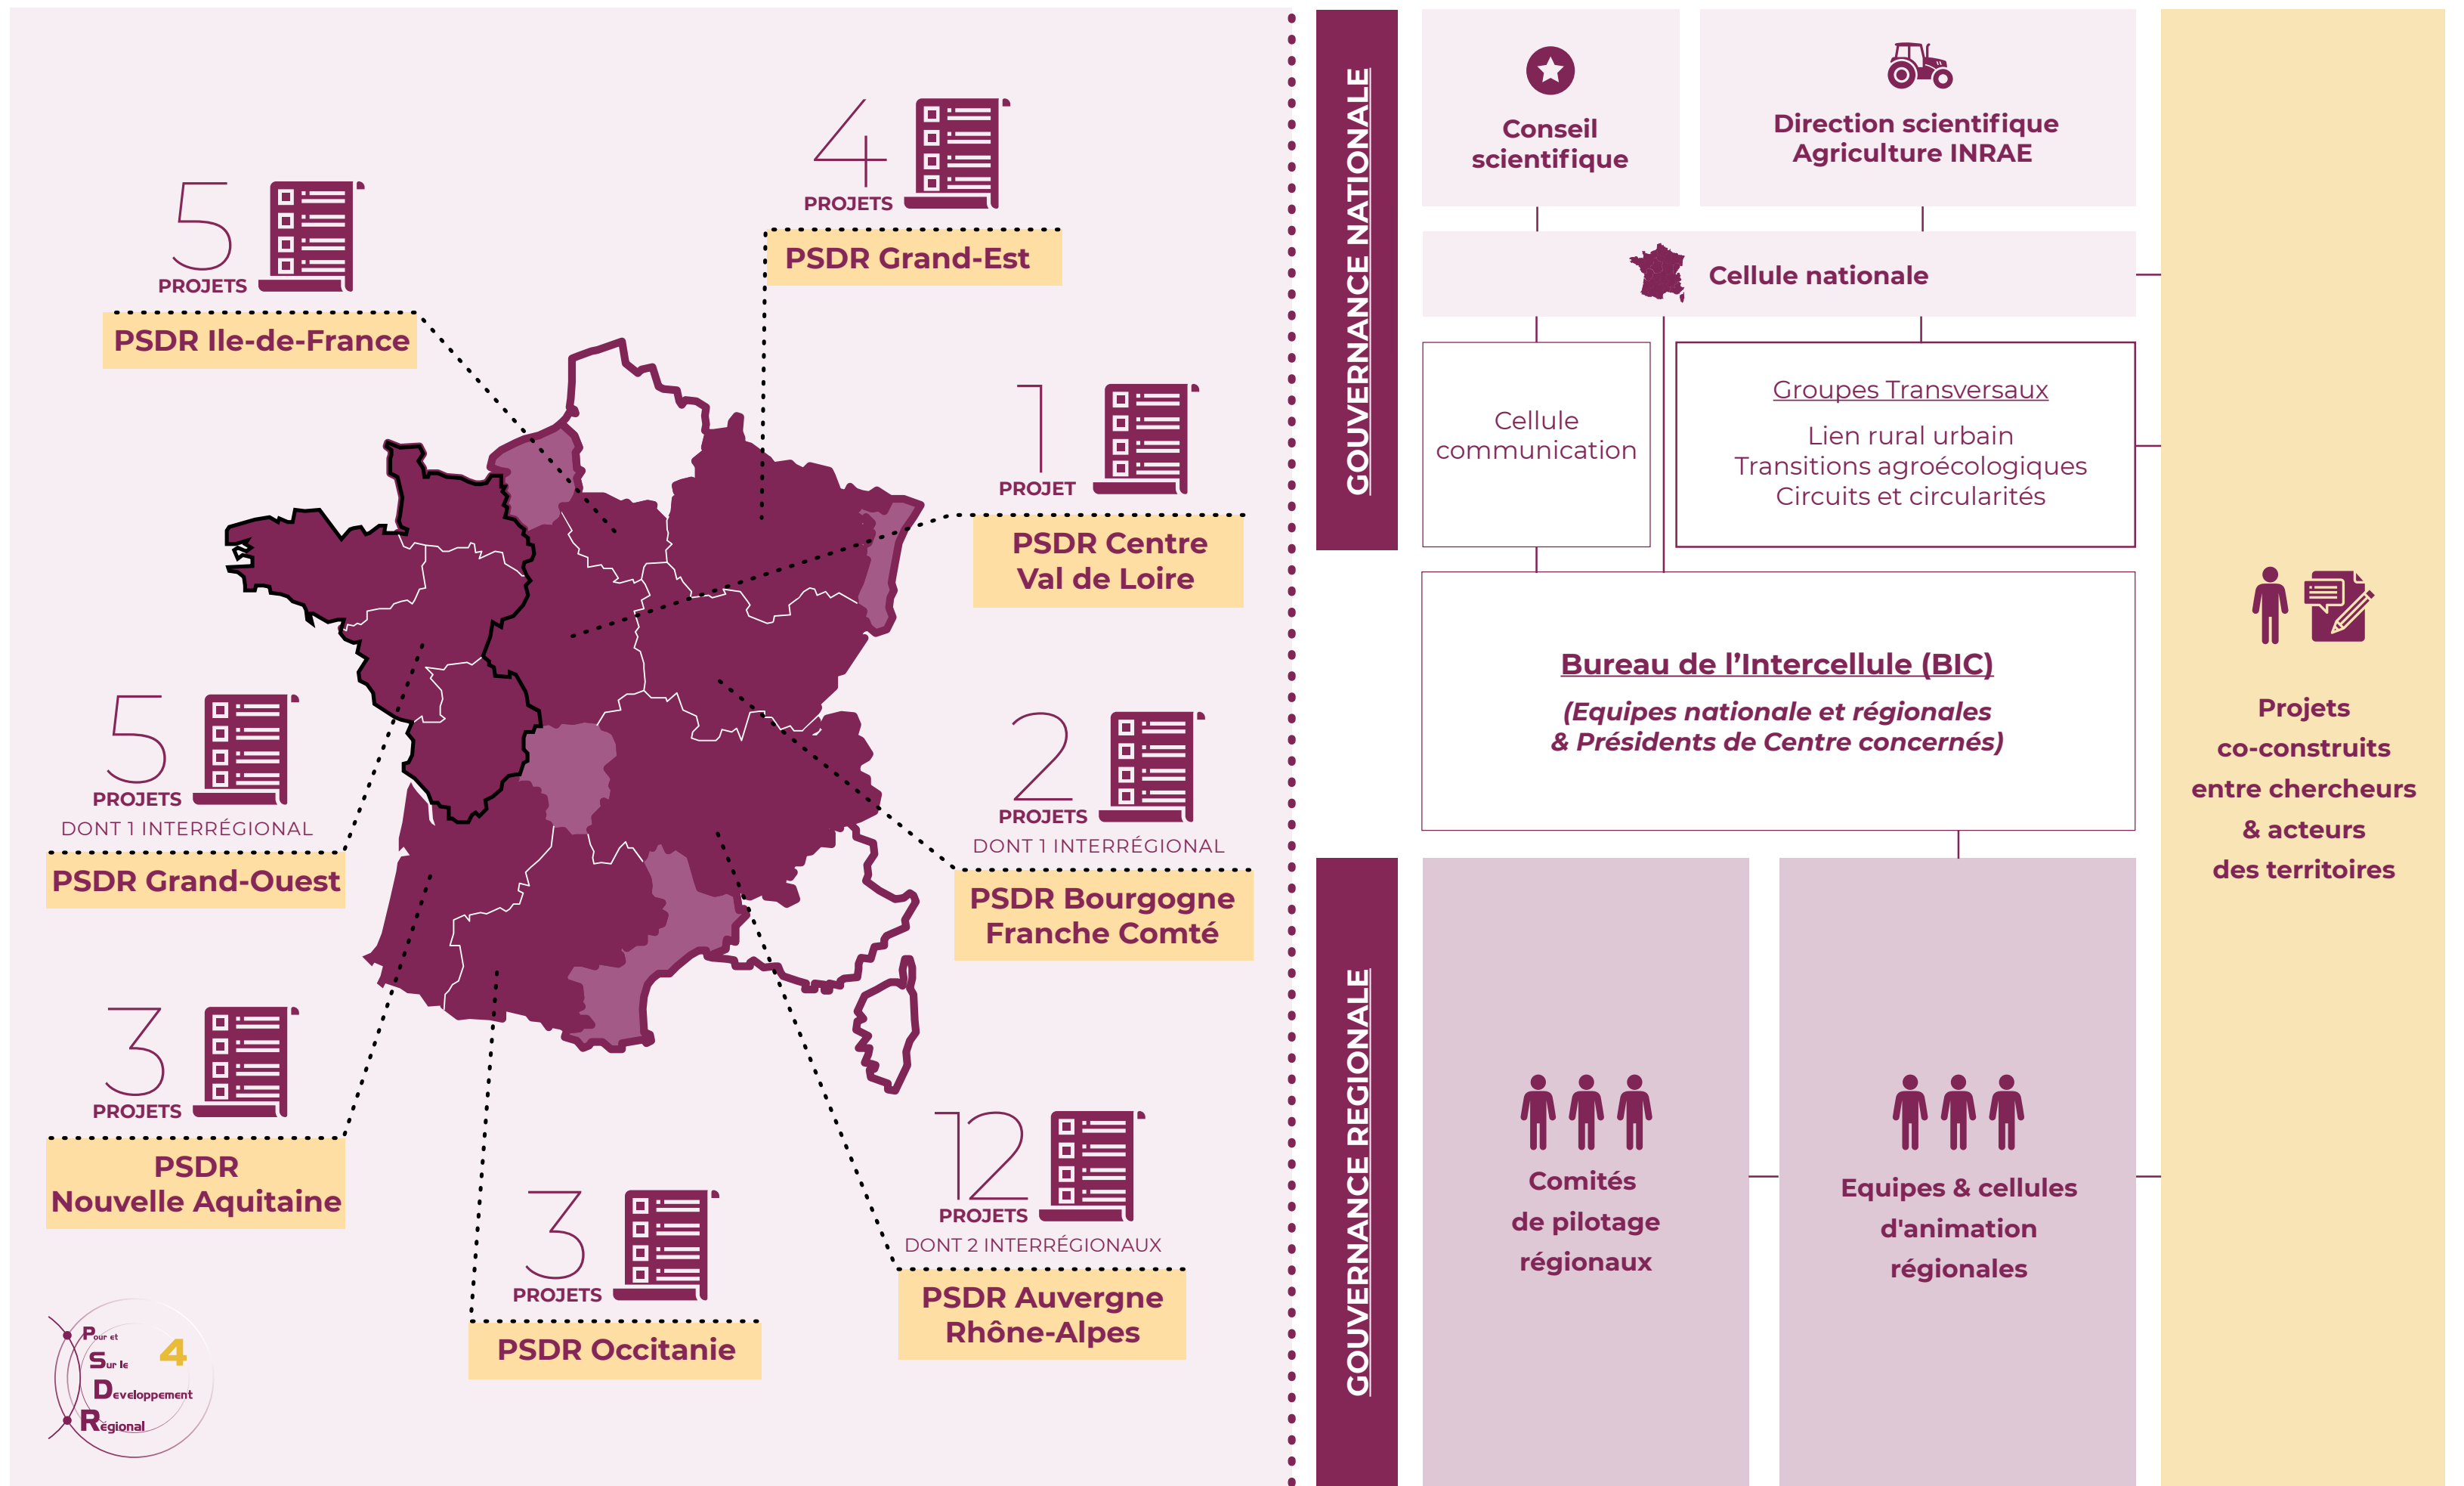 5
PROJETS
PSDR Ile-de-France
4
PROJETS
PSDR Grand-Est
1
PROJET
PSDR Centre
Val de Loire
5
PROJETS
DONT 1 INTERRÉGIONAL
PSDR Grand-Ouest
2
PROJETS
DONT 1 INTERRÉGIONAL
PSDR Bourgogne
Franche Comté
3
PROJETS
PSDR
Nouvelle Aquitaine
3
PROJETS
PSDR Occitanie
12
PROJETS
DONT 2 INTERRÉGIONAUX
PSDR Auvergne
Rhône-Alpes
Pour et
Sur le
4
Developpement
Régional
GOUVERNANCE NATIONALE
Conseil
scientifique
Direction scientifique
Agriculture INRAE
Cellule nationale
Cellule
communication
Groupes Transversaux
Lien rural urbain
Transitions agroécologiques
Circuits et circularités
Bureau de l’Intercellule (BIC)
(Equipes nationale et régionales
& Présidents de Centre concernés)
GOUVERNANCE REGIONALE
Comités
de pilotage
régionaux
Equipes & cellules
d'animation
régionales
Projets
co-construits
entre chercheurs
& acteurs
des territoires